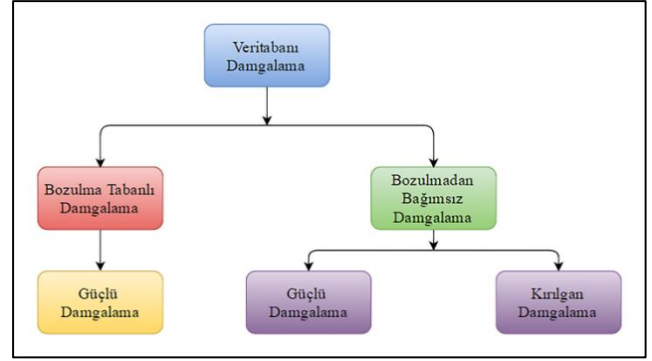 Veritabanı
Damgalama
Bozulma Tabanlı
Damgalama
Bozulmadan
Bağımsız
Damgalama
Güçlü
Damgalama
Güçlü
Damgalama
Kırılgan
Damgalama